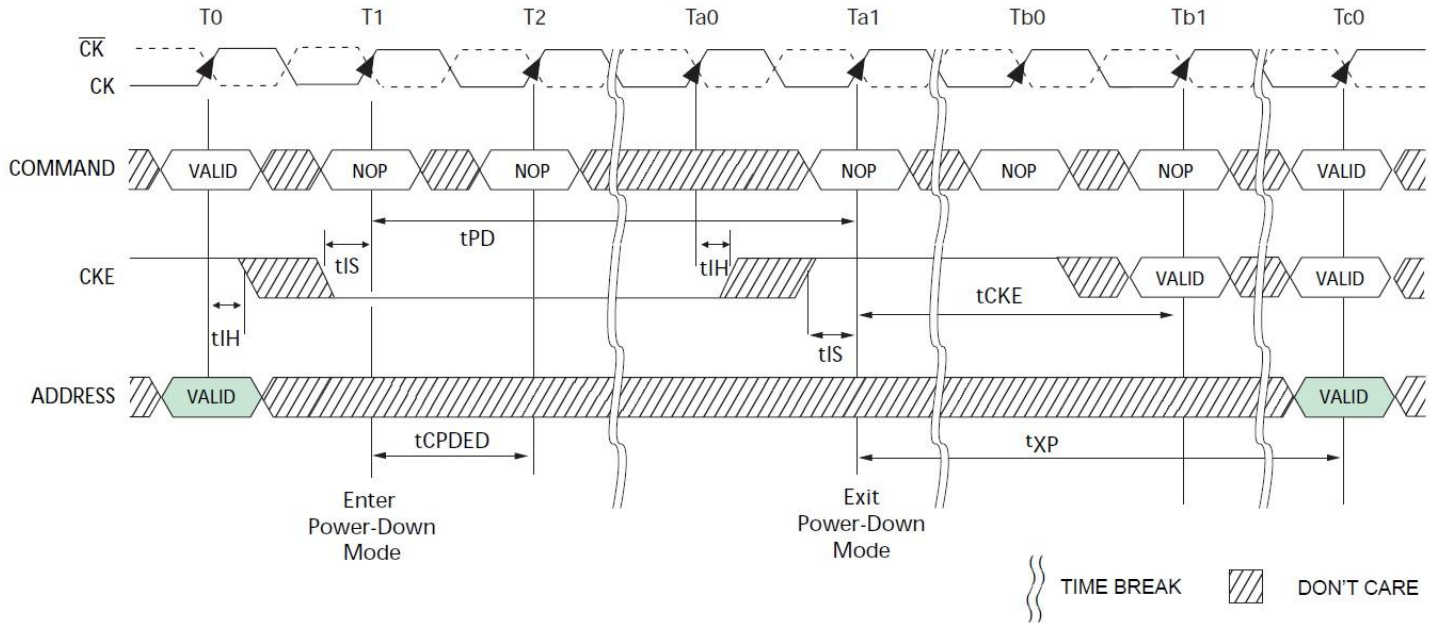 T0 T1 T2 Ta0 Ta1 Tb0 Tb1 Tc0
C̅K̅
CK
COMMAND VALID NOP NOP NOP NOP NOP VALID
tPD
tIS tIH
CKE VALID VALID
tCKE
tIH tIS
ADDRESS VALID VALID
tCPDED tXP
Enter
Power-Down
Mode
Exit
Power-Down
Mode
TIME BREAK DON'T CARE